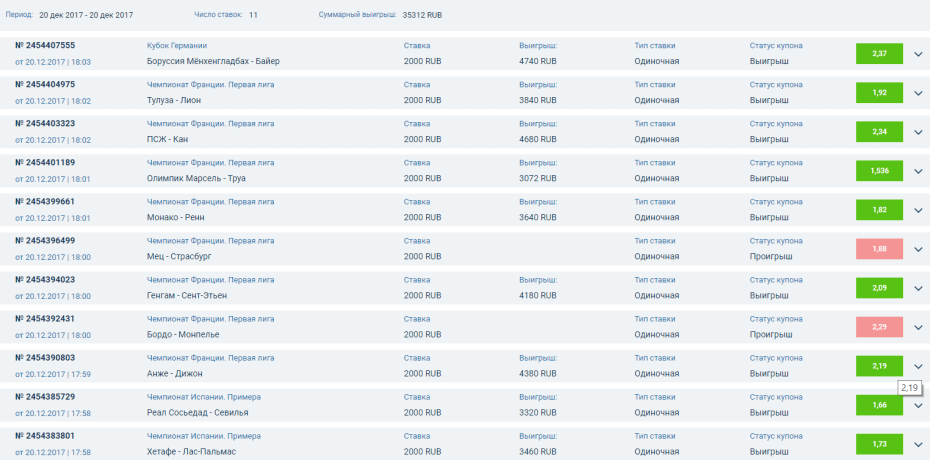 Период: 20 дек 2017 - 20 дек 2017 Число ставок: 11 Суммарный выигрыш: 35312 RUB
№ 2454407555 Кубок Германии Ставка Выигрыш: Тип ставки Статус купона 2,37
от 20.12.2017 | 18:03 Боруссия Мёнхенгладбах - Байер 2000 RUB 4740 RUB Одиночная Выигрыш
№ 2454404975 Чемпионат Франции. Первая лига Ставка Выигрыш: Тип ставки Статус купона 1,92
от 20.12.2017 | 18:02 Тулуза - Лион 2000 RUB 3840 RUB Одиночная Выигрыш
№ 2454403323 Чемпионат Франции. Первая лига Ставка Выигрыш: Тип ставки Статус купона 2,34
от 20.12.2017 | 18:02 ПСЖ - Кан 2000 RUB 4680 RUB Одиночная Выигрыш
№ 2454401189 Чемпионат Франции. Первая лига Ставка Выигрыш: Тип ставки Статус купона 1,536
от 20.12.2017 | 18:01 Олимпик Марсель - Труа 2000 RUB 3072 RUB Одиночная Выигрыш
№ 2454399661 Чемпионат Франции. Первая лига Ставка Выигрыш: Тип ставки Статус купона 1,82
от 20.12.2017 | 18:01 Монако - Ренн 2000 RUB 3640 RUB Одиночная Выигрыш
№ 2454396499 Чемпионат Франции. Первая лига Ставка Тип ставки Статус купона 1,88
от 20.12.2017 | 18:00 Мец - Страсбург 2000 RUB Одиночная Проигрыш
№ 2454394023 Чемпионат Франции. Первая лига Ставка Выигрыш: Тип ставки Статус купона 2,09
от 20.12.2017 | 18:00 Генгам - Сент-Этьен 2000 RUB 4180 RUB Одиночная Выигрыш
№ 2454392431 Чемпионат Франции. Первая лига Ставка Тип ставки Статус купона 2,29
от 20.12.2017 | 18:00 Бордо - Монпелье 2000 RUB Одиночная Проигрыш
№ 2454390803 Чемпионат Франции. Первая лига Ставка Выигрыш: Тип ставки Статус купона 2,19
от 20.12.2017 | 17:59 Анже - Дижон 2000 RUB 4380 RUB Одиночная Выигрыш
2,19
№ 2454385729 Чемпионат Испании. Примера Ставка Выигрыш: Тип ставки Статус купона 1,66
от 20.12.2017 | 17:58 Реал Сосьедад - Севилья 2000 RUB 3320 RUB Одиночная Выигрыш
№ 2454383801 Чемпионат Испании. Примера Ставка Выигрыш: Тип ставки Статус купона 1,73
от 20.12.2017 | 17:58 Хетафе - Лас-Пальмас 2000 RUB 3460 RUB Одиночная Выигрыш